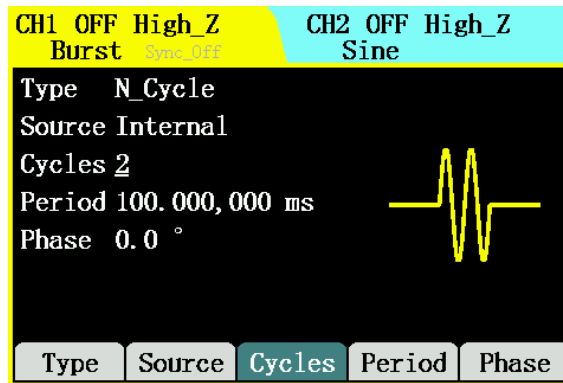 CH1 OFF High_Z
Burst Sync_Off
CH2 OFF High_Z
Sine
Type N_Cycle
Source Internal
Cycles 2
Period 100.000,000 ms
Phase 0.0 °
Type Source Cycles Period Phase